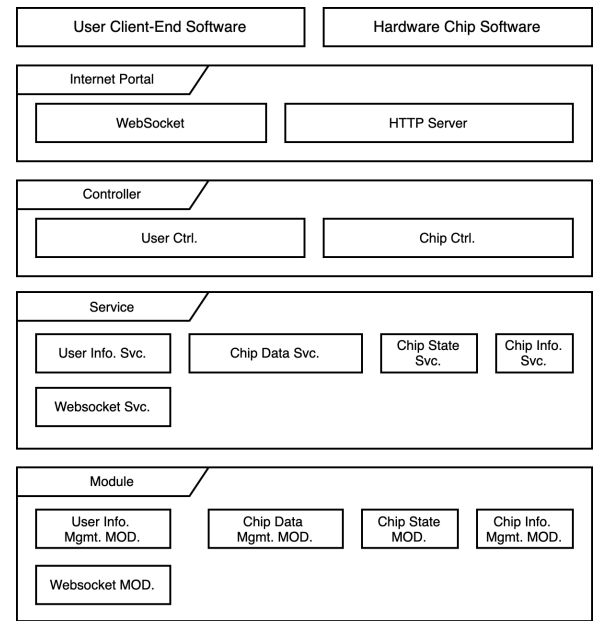 User Client-End Software
Hardware Chip Software
Internet Portal
WebSocket
HTTP Server
Controller
User Ctrl.
Chip Ctrl.
Service
User Info. Svc.
Chip Data Svc.
Chip State
Svc.
Chip Info.
Svc.
Websocket Svc.
Module
User Info.
Mgmt. MOD.
Chip Data
Mgmt. MOD.
Chip State
MOD.
Chip Info.
Mgmt. MOD.
Websocket MOD.